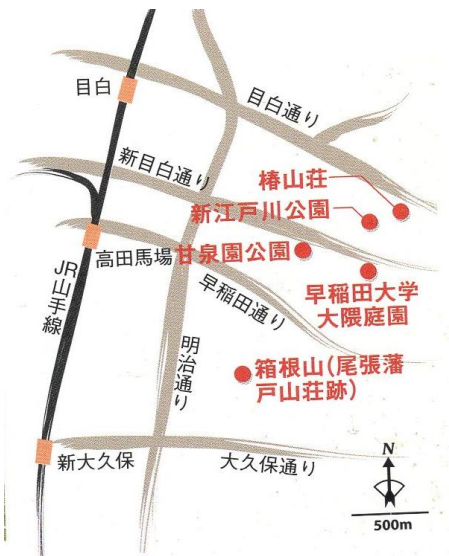 目白
目白通り
新目白通り
椿山荘
新江戸川公園
高田馬場
甘泉園公園
JR山手線
早稲田通り
早稲田大学
大隈庭園
明治通り
箱根山(尾張藩
戸山荘跡)
新大久保
大久保通り
N
500m